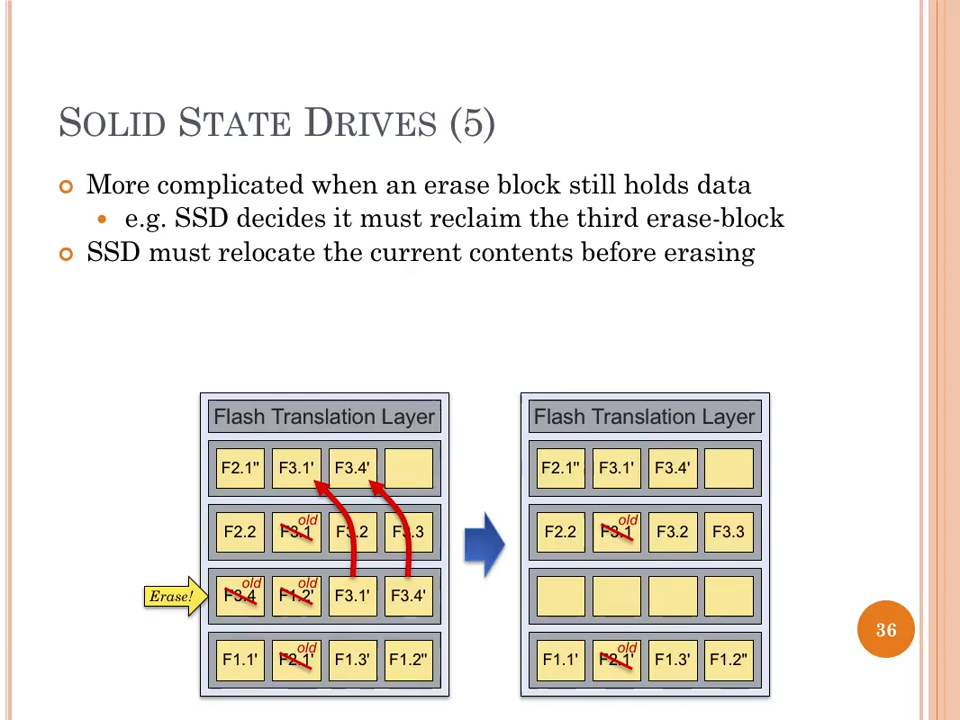 SOLID STATE DRIVES (5)
More complicated when an erase block still holds data
e.g. SSD decides it must reclaim the third erase-block
SSD must relocate the current contents before erasing
Flash Translation Layer
F2.1" F3.1' F3.4'
F2.2 F3.1 old F3.2 F3.3
Erase! F3.4 old F1.2' old F3.1' F3.4'
F1.1' F2.1' old F1.3' F1.2"
Flash Translation Layer
F2.1" F3.1' F3.4'
F2.2 F3.1 old F3.2 F3.3
F1.1' F2.1' old F1.3' F1.2"
36